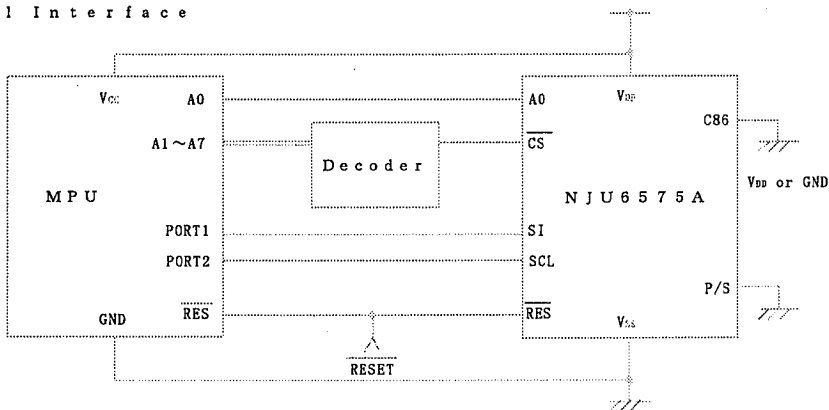 l Interface
VCC
A0
A0
VDD
C86
A1~A7
Decoder
CS
VDD or GND
MPU
NJU6575A
PORT1
SI
PORT2
SCL
P/S
RES
RES
GND
VSS
RESET